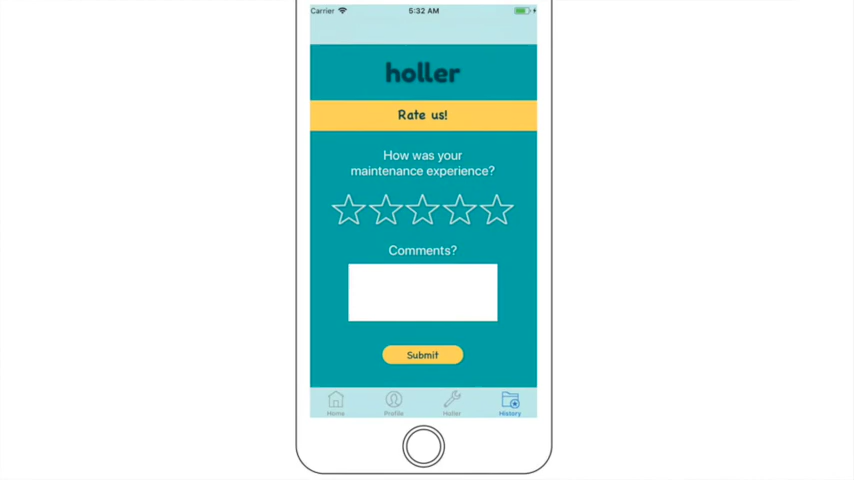 Carrier 5:32 AM
holler
Rate us!
How was your
maintenance experience?
Comments?
Submit
Home Profile Holler History